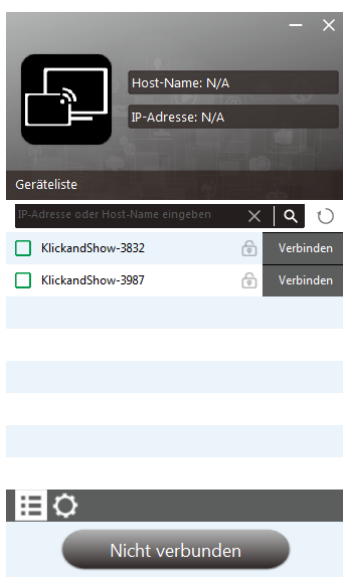 Host-Name: N/A
IP-Adresse: N/A
Geräteliste
IP-Adresse oder Host-Name eingeben
KlickandShow-3832 Verbinden
KlickandShow-3987 Verbinden
Nicht verbunden